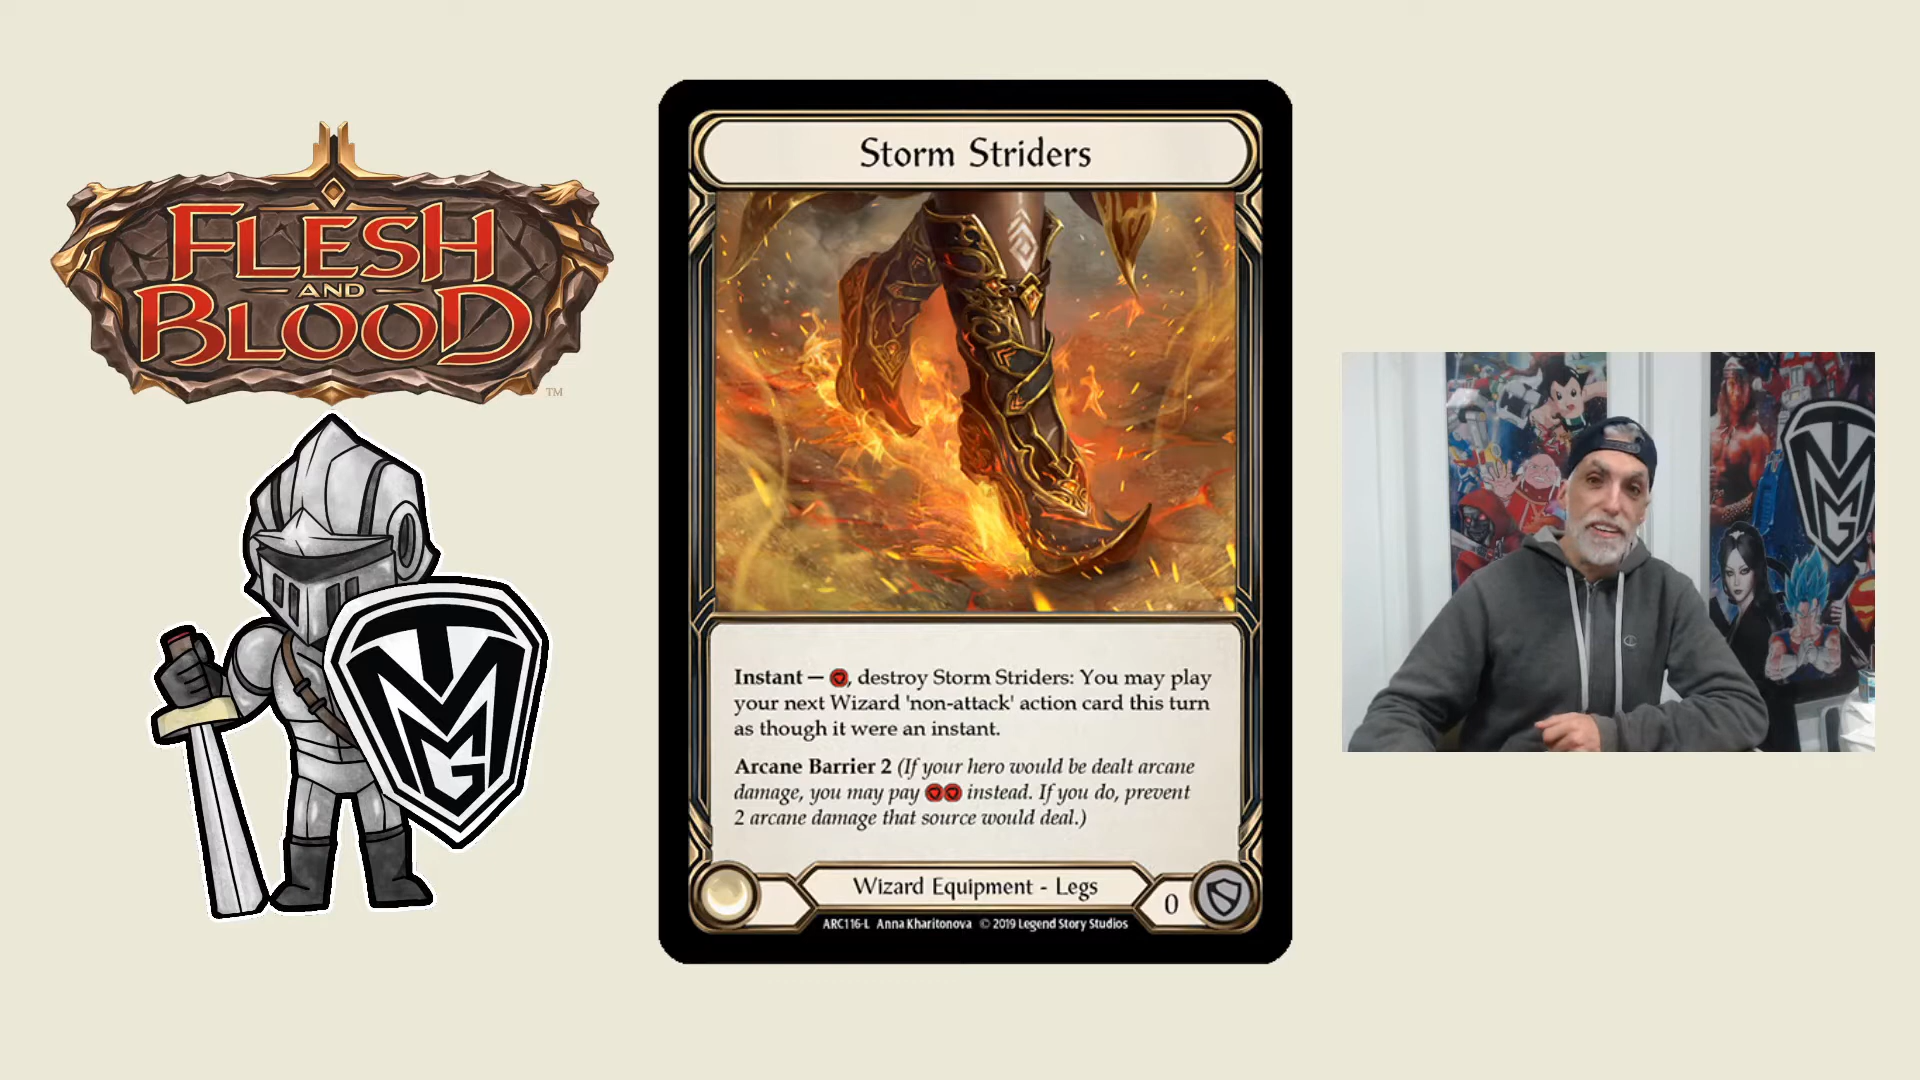 FLESH
AND
BLOOD
TM
TMG
Storm Striders
Instant — , destroy Storm Striders: You may play
your next Wizard 'non-attack' action card this turn
as though it were an instant.
Arcane Barrier 2 (If your hero would be dealt arcane
damage, you may pay instead. If you do, prevent
2 arcane damage that source would deal.)
Wizard Equipment - Legs
0
ARC116-L Anna Kharitonova © 2019 Legend Story Studios
TMG